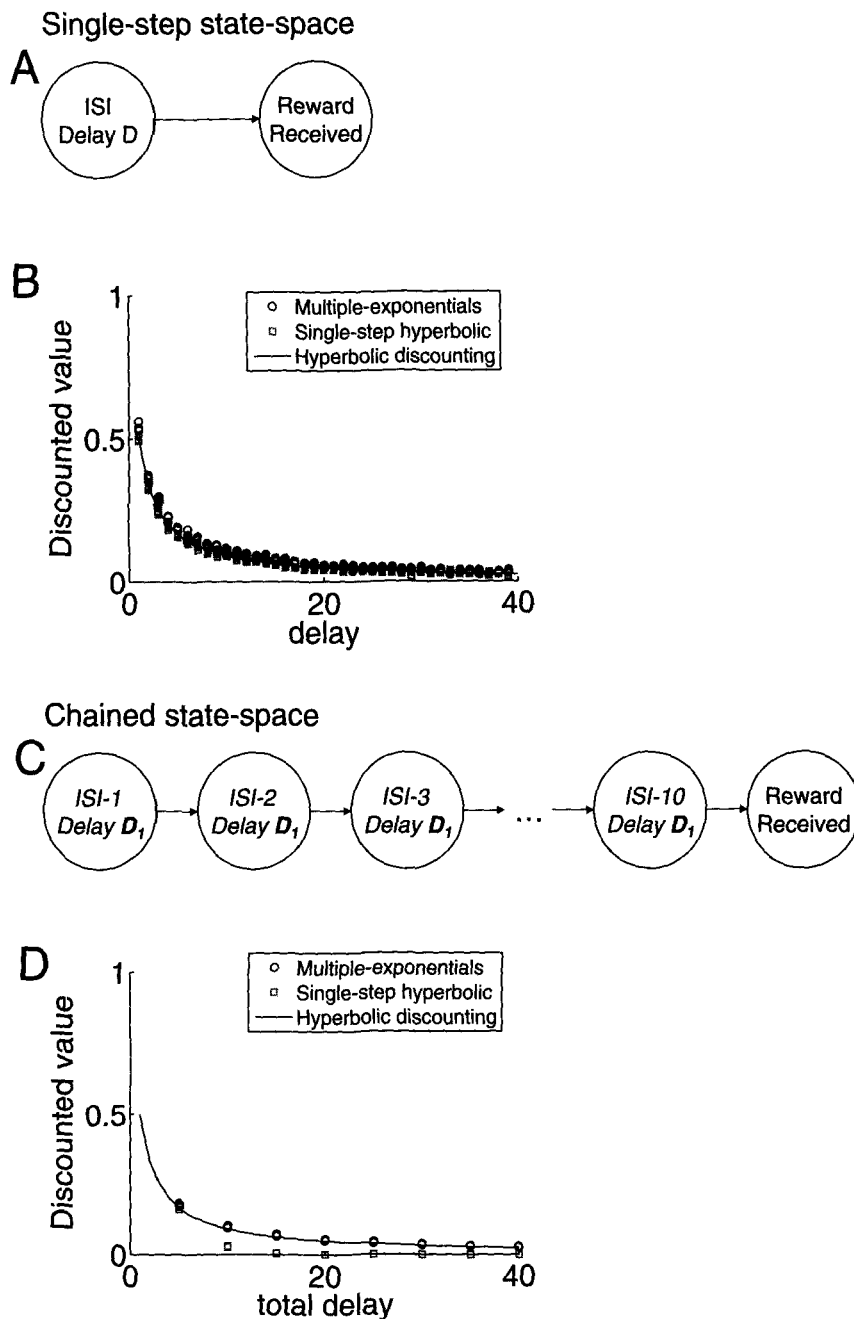 Single-step state-space
A
ISI
Delay D
Reward
Received
B
Multiple-exponentials
Single-step hyperbolic
Hyperbolic discounting
1
0.5
0
Discounted value
0
20
40
delay
Chained state-space
C
ISI-1
Delay D1
ISI-2
Delay D1
ISI-3
Delay D1
...
ISI-10
Delay D1
Reward
Received
D
Multiple-exponentials
Single-step hyperbolic
Hyperbolic discounting
1
0.5
0
Discounted value
0
20
40
total delay